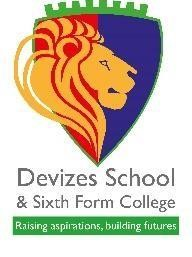 Devizes School
& Sixth Form College
Raising aspirations, building futures